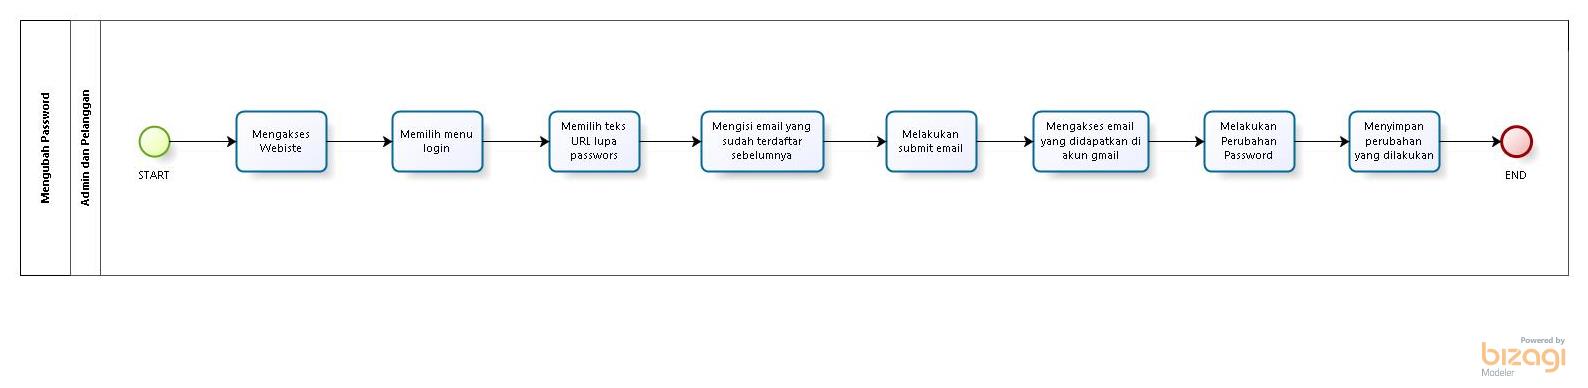 Mengubah Password
Admin dan Pelanggan
START
Mengakses
Webiste
Memilih menu
login
Memilih teks
URL lupa
passwors
Mengisi email yang
sudah terdaftar
sebelumnya
Melakukan
submit email
Mengakses email
yang didapatkan di
akun gmail
Melakukan
Perubahan
Password
Menyimpan
perubahan
yang dilakukan
END
Powered by
bizagi
Modeler